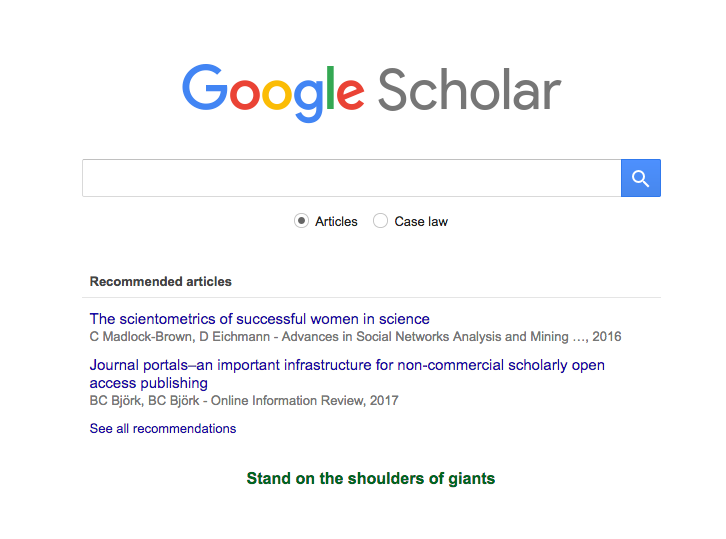 Google Scholar
Articles Case law
Recommended articles
The scientometrics of successful women in science
C Madlock-Brown, D Eichmann - Advances in Social Networks Analysis and Mining …, 2016
Journal portals–an important infrastructure for non-commercial scholarly open
access publishing
BC Björk, BC Björk - Online Information Review, 2017
See all recommendations
Stand on the shoulders of giants